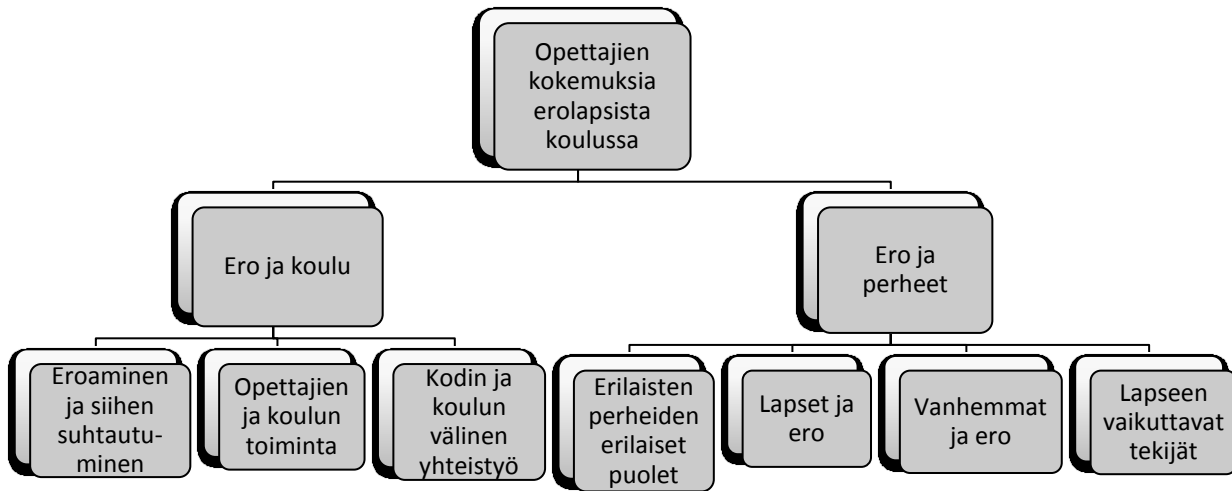 Opettajien
kokemuksia
erolapsista
koulussa
Ero ja koulu
Ero ja
perheet
Eroaminen
ja siihen
suhtautu-
minen
Opettajien
ja koulun
toiminta
Kodin ja
koulun
välinen
yhteistyö
Erilaisten
perheiden
erilaiset
puolet
Lapset ja
ero
Vanhemmat
ja ero
Lapseen
vaikuttavat
tekijät